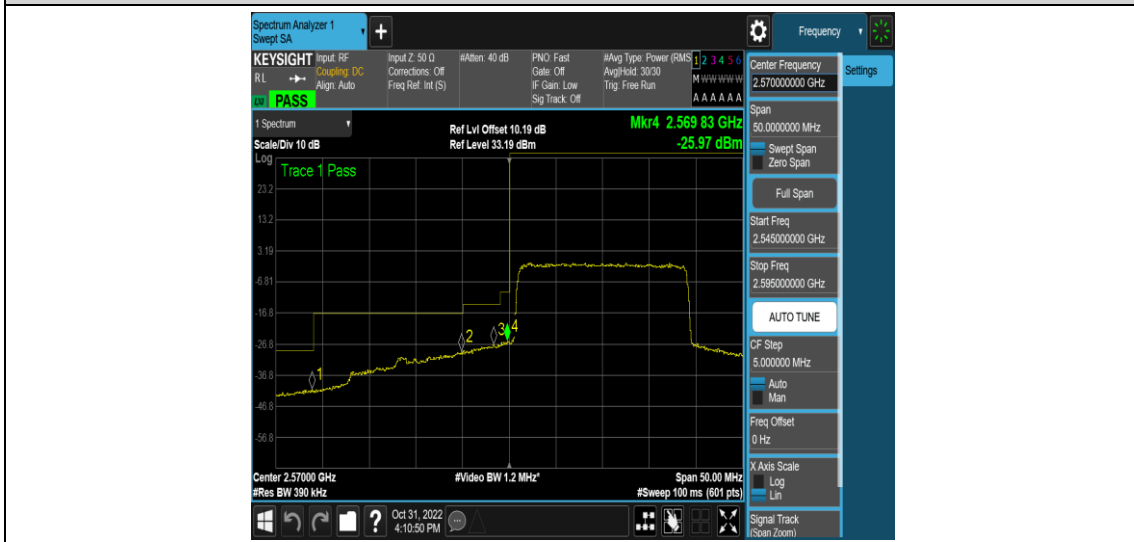 Spectrum Analyzer 1
Swept SA
Frequency
KEYSIGHT Input: RF
R L
Coupling: DC
Align: Auto
LNI PASS
Input Z: 50 Ω
Corrections: Off
Freq Ref: Int (S)
#Atten: 40 dB
PNO: Fast
Gate: Off
IF Gain: Low
Sig Track: Off
#Avg Type: Power (RMS
Avg|Hold: 30/30
Trig: Free Run
1 2 3 4 5 6
M W W W W W
A A A A A A
1 Spectrum
Scale/Div 10 dB
Ref Lvl Offset 10.19 dB
Ref Level 33.19 dBm
Mkr4 2.569 83 GHz
-25.97 dBm
Log
Trace 1 Pass
23.2
13.2
3.19
-6.81
-16.8
-26.8
-36.8
-46.8
-56.8
1
2
3
4
Center 2.57000 GHz
#Res BW 390 kHz
#Video BW 1.2 MHz*
Span 50.00 MHz
#Sweep 100 ms (601 pts)
Oct 31, 2022
4:10:50 PM
Center Frequency
2.570000000 GHz
Settings
Span
50.0000000 MHz
Swept Span
Zero Span
Full Span
Start Freq
2.545000000 GHz
Stop Freq
2.595000000 GHz
AUTO TUNE
CF Step
5.000000 MHz
Auto
Man
Freq Offset
0 Hz
X Axis Scale
Log
Lin
Signal Track
(Span Zoom)